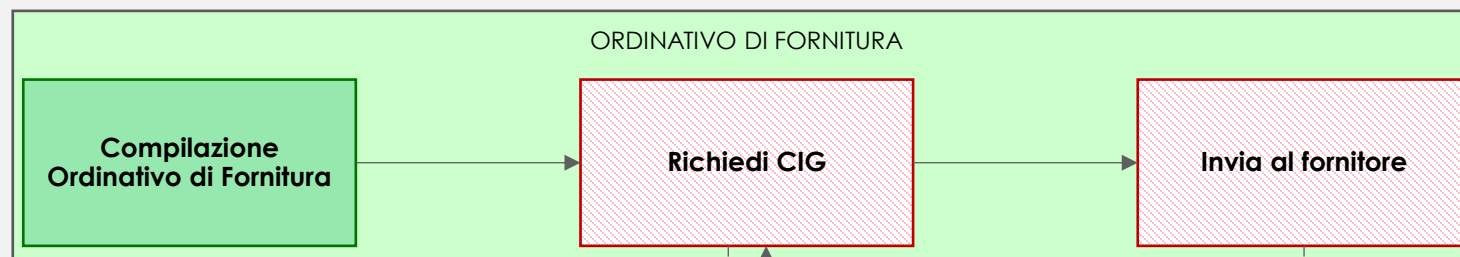 ORDINATIVO DI FORNITURA
Compilazione
Ordinativo di Fornitura
Richiedi CIG
Invia al fornitore